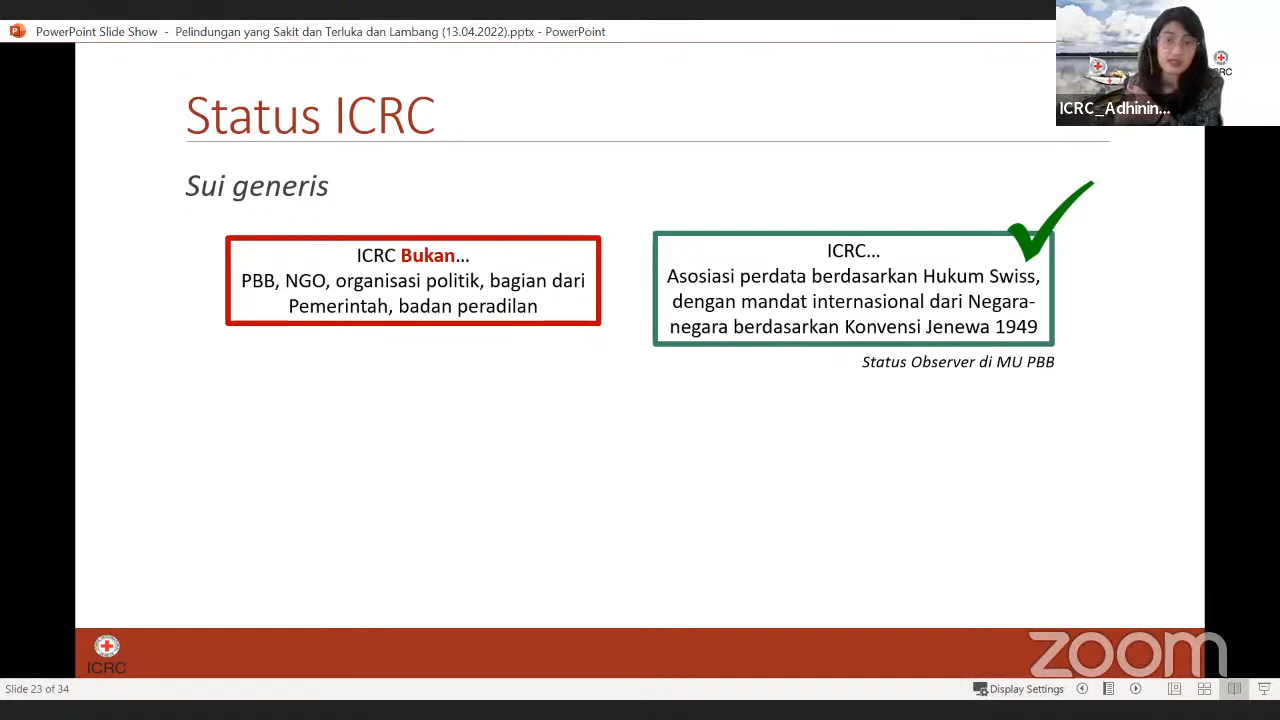 PowerPoint Slide Show - Pelindungan yang Sakit dan Terluka dan Lambang (13.04.2022).pptx - PowerPoint
RC
ICRC_Adhinin...
Status ICRC
Sui generis
ICRC Bukan...
PBB, NGO, organisasi politik, bagian dari
Pemerintah, badan peradilan
ICRC...
Asosiasi perdata berdasarkan Hukum Swiss,
dengan mandat internasional dari Negara-
negara berdasarkan Konvensi Jenewa 1949
Status Observer di MU PBB
ICRC
zoom
Slide 23 of 34
Display Settings